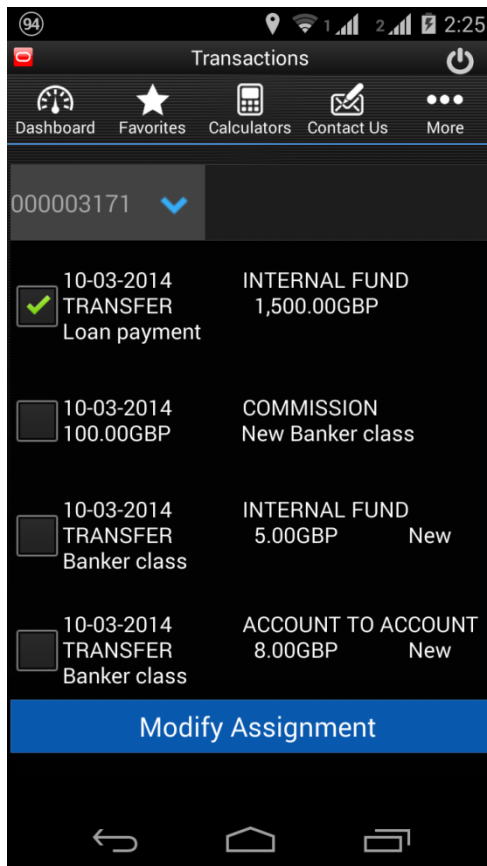 94 1 2 2:25
Transactions
Dashboard Favorites Calculators Contact Us More
000003171
10-03-2014 INTERNAL FUND
TRANSFER 1,500.00GBP
Loan payment
10-03-2014 COMMISSION
100.00GBP New Banker class
10-03-2014 INTERNAL FUND
TRANSFER 5.00GBP New
Banker class
10-03-2014 ACCOUNT TO ACCOUNT
TRANSFER 8.00GBP New
Banker class
Modify Assignment